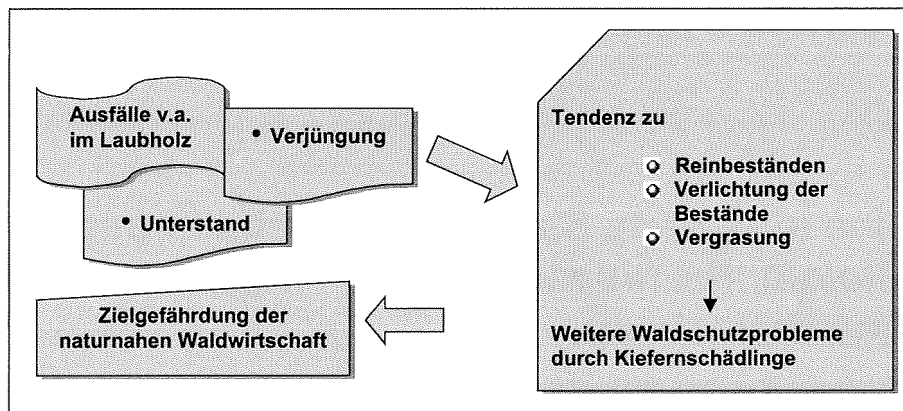 Ausfälle v.a.
im Laubholz
• Verjüngung
• Unterstand
Tendenz zu
Reinbeständen
Verlichtung der
Bestände
Vergrasung
Weitere Waldschutzprobleme
durch Kiefernschädlinge
Zielgefährdung der
naturnahen Waldwirtschaft